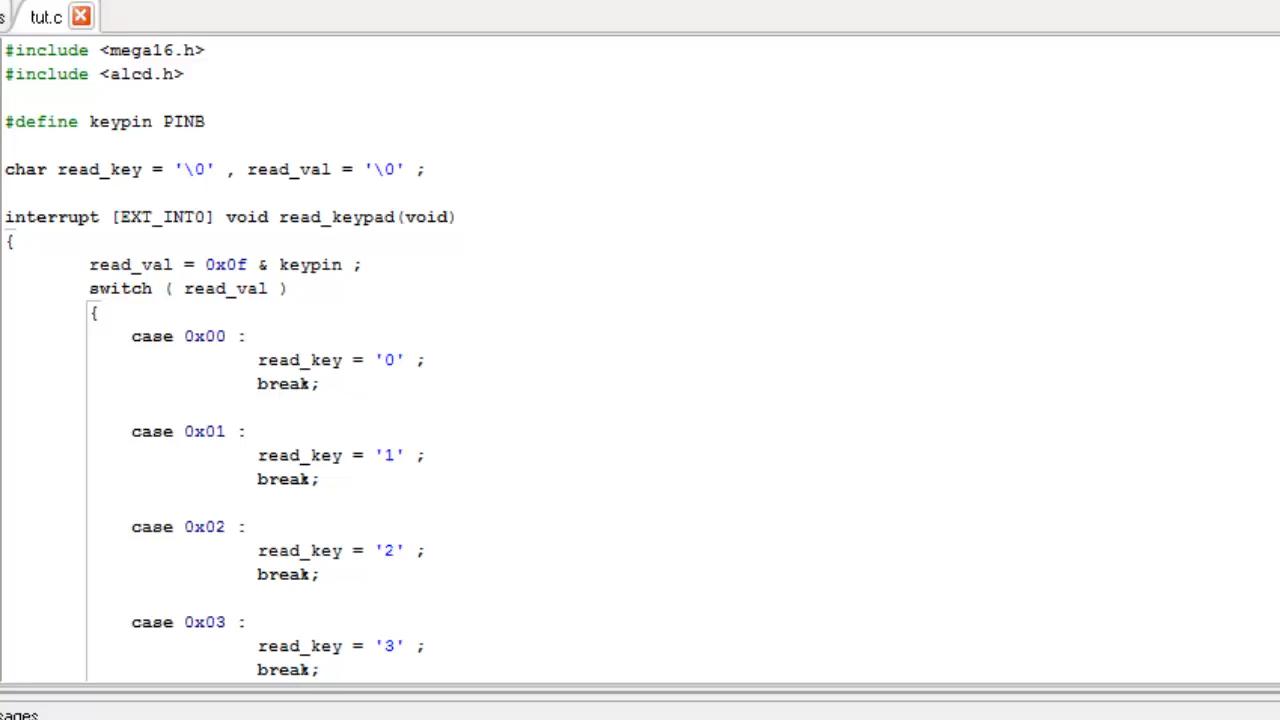 s tut.c
#include <mega16.h>
#include <alcd.h>
#define keypin PINB
char read_key = '\0' , read_val = '\0' ;
interrupt [EXT_INT0] void read_keypad(void)
{
read_val = 0x0f & keypin ;
switch ( read_val )
{
case 0x00 :
read_key = '0' ;
break;
case 0x01 :
read_key = '1' ;
break;
case 0x02 :
read_key = '2' ;
break;
case 0x03 :
read_key = '3' ;
break;
sages